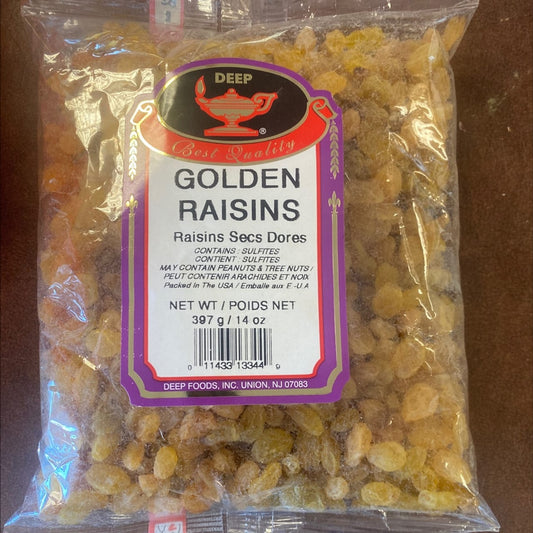 DEEP
®
Best Quality
GOLDEN
RAISINS
Raisins Secs Dores
CONTAINS : SULFITES
CONTIENT : SULFITES
MAY CONTAIN PEANUTS & TREE NUTS /
PEUT CONTENIR ARACHIDES ET NOIX
Packed In The USA / Emballe aux E.-U.A
NET WT / POIDS NET
397 g / 14 oz
0 11433 13344 9
DEEP FOODS, INC. UNION, NJ 07083